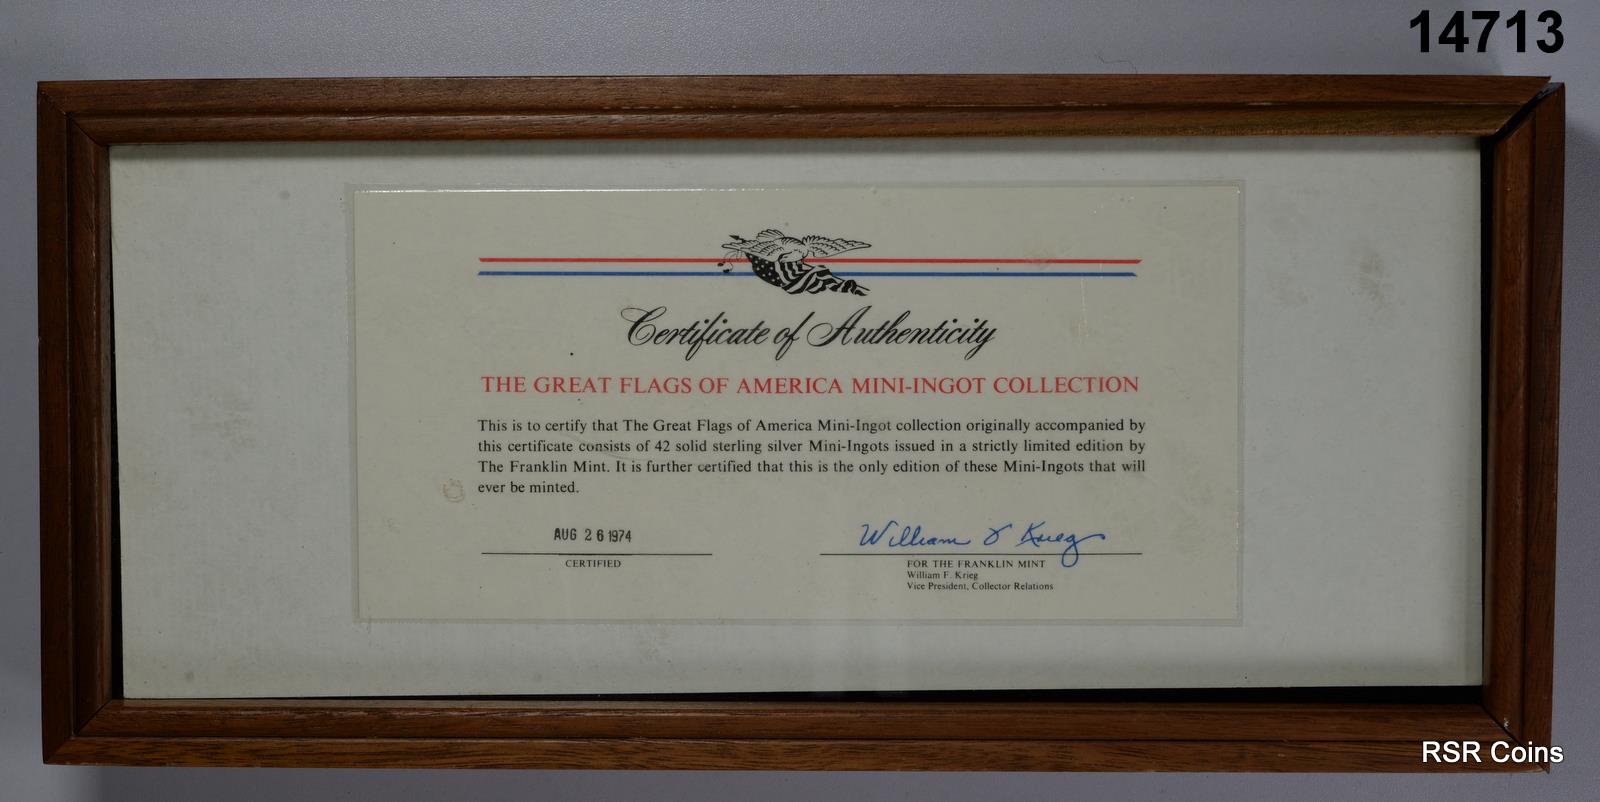 14713
Certificate of Authenticity
THE GREAT FLAGS OF AMERICA MINI-INGOT COLLECTION
This is to certify that The Great Flags of America Mini-Ingot collection originally accompanied by
this certificate consists of 42 solid sterling silver Mini-Ingots issued in a strictly limited edition by
The Franklin Mint. It is further certified that this is the only edition of these Mini-Ingots that will
ever be minted.
AUG 26 1974
CERTIFIED
William F Krieg
FOR THE FRANKLIN MINT
William F. Krieg
Vice President, Collector Relations
RSR Coins